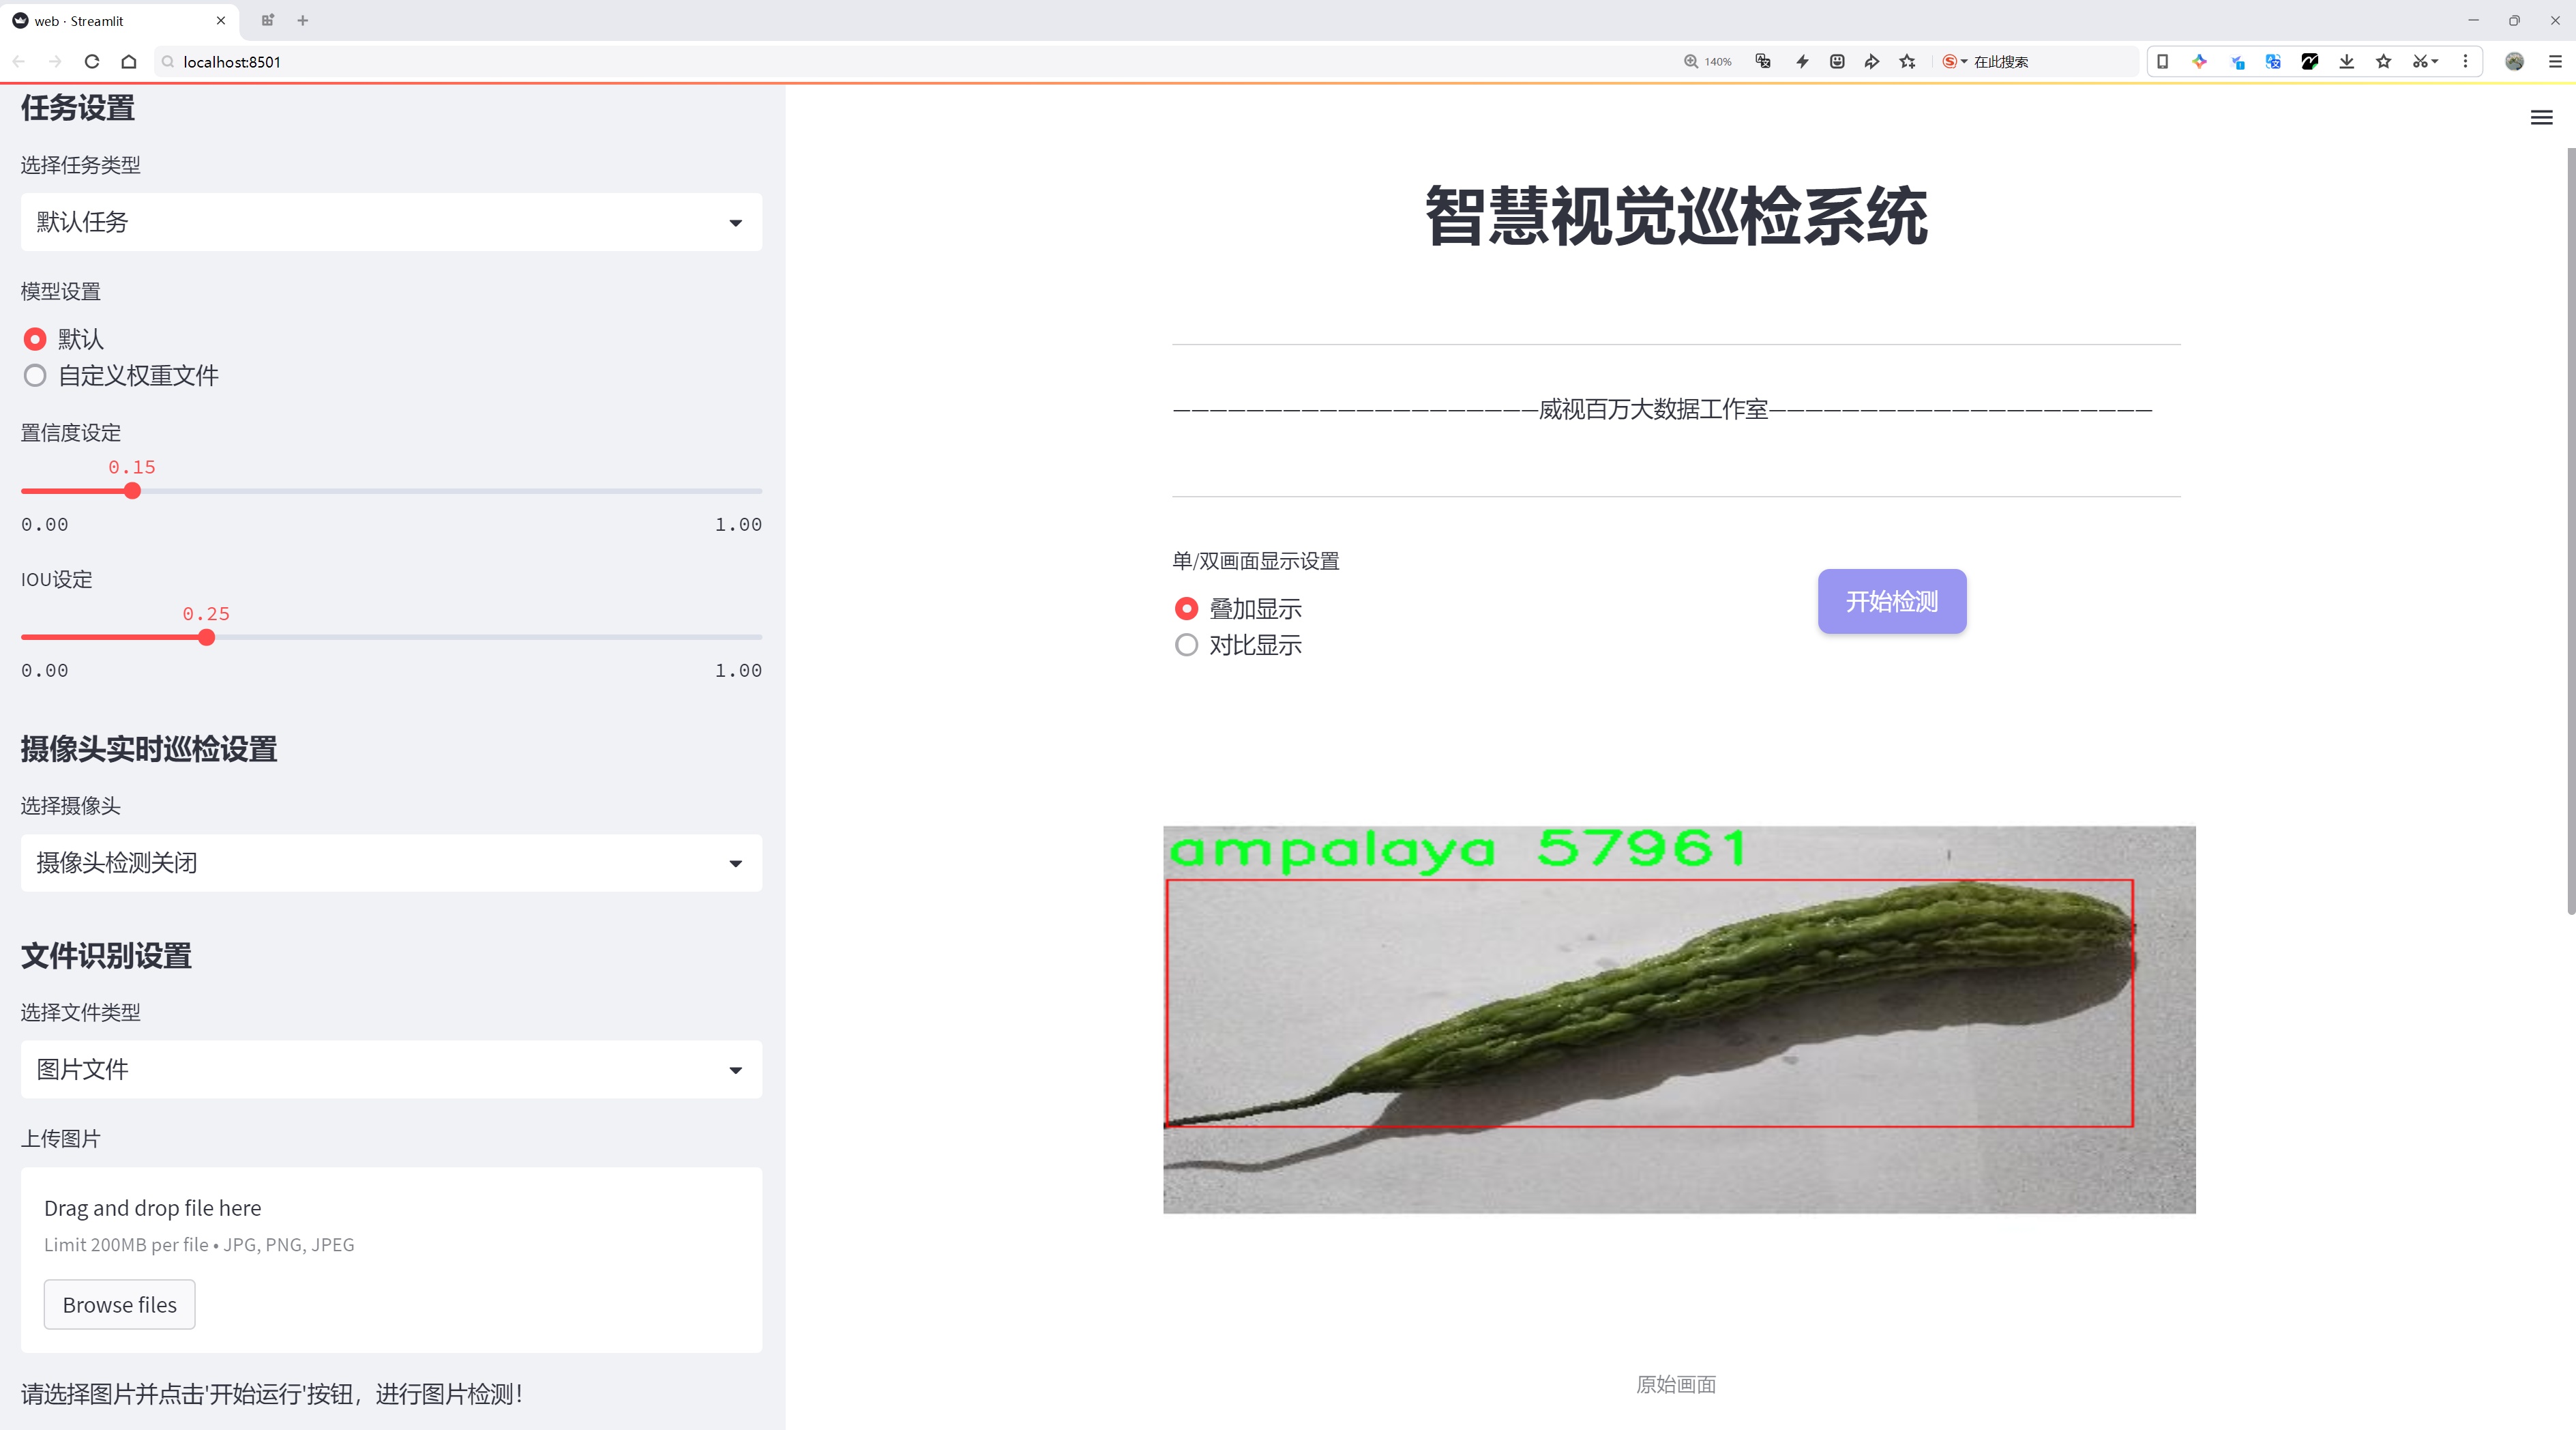 web · Streamlit
localhost:8501
140%
在此搜索
任务设置
选择任务类型
默认任务
模型设置
默认
自定义权重文件
置信度设定
0.15
0.00 1.00
IOU设定
0.25
0.00 1.00
摄像头实时巡检设置
选择摄像头
摄像头检测关闭
文件识别设置
选择文件类型
图片文件
上传图片
Drag and drop file here
Limit 200MB per file • JPG, PNG, JPEG
Browse files
请选择图片并点击'开始运行'按钮，进行图片检测！
智慧视觉巡检系统
—————————————————————威视百万大数据工作室—————————————————————
单/双画面显示设置
叠加显示
对比显示
开始检测
ampalaya 57961
原始画面